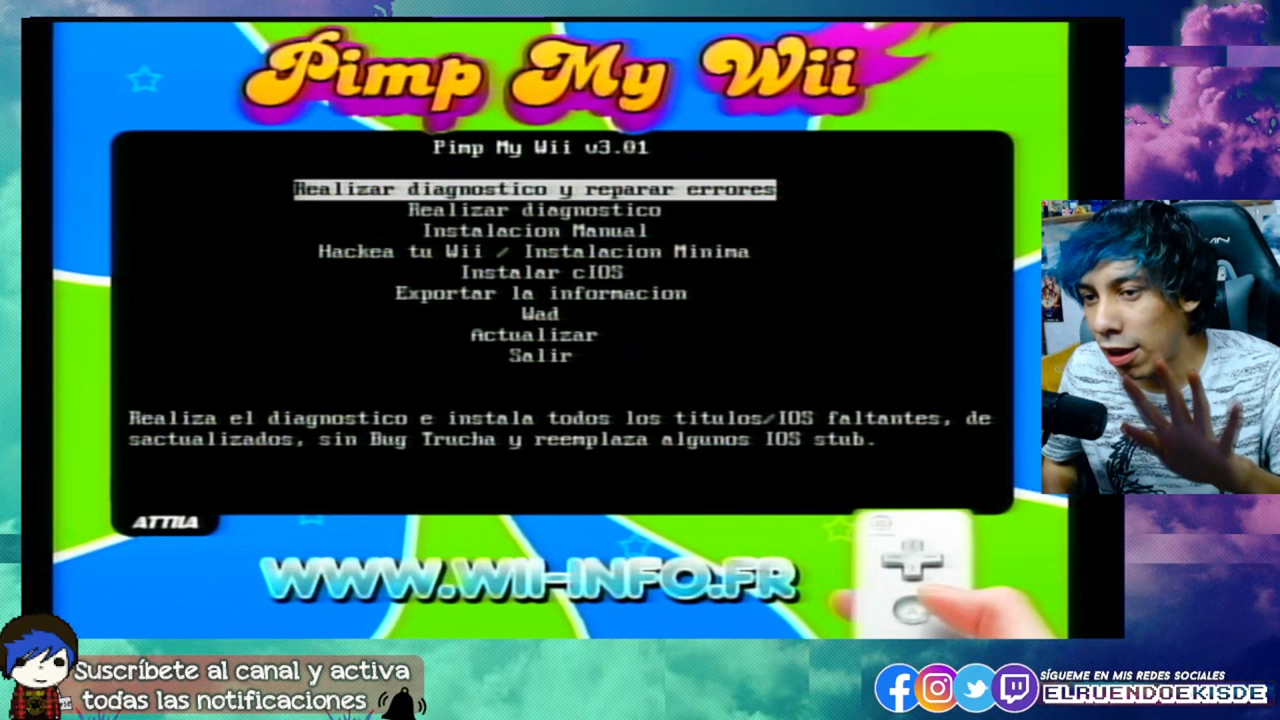 Pimp My Wii
Pimp My Wii v3.01
Realizar diagnostico y reparar errores
Realizar diagnostico
Instalacion Manual
Hackea tu Wii / Instalacion Minima
Instalar cIOS
Exportar la informacion
Wad
Actualizar
Salir
Realiza el diagnostico e instala todos los titulos/IOS faltantes, de
sactualizados, sin Bug Trucha y reemplaza algunos IOS stub.
ATTILA
WWW.WII-INFO.FR
Suscríbete al canal y activa
todas las notificaciones
SÍGUEME EN MIS REDES SOCIALES
ELRUENDOEKISDE